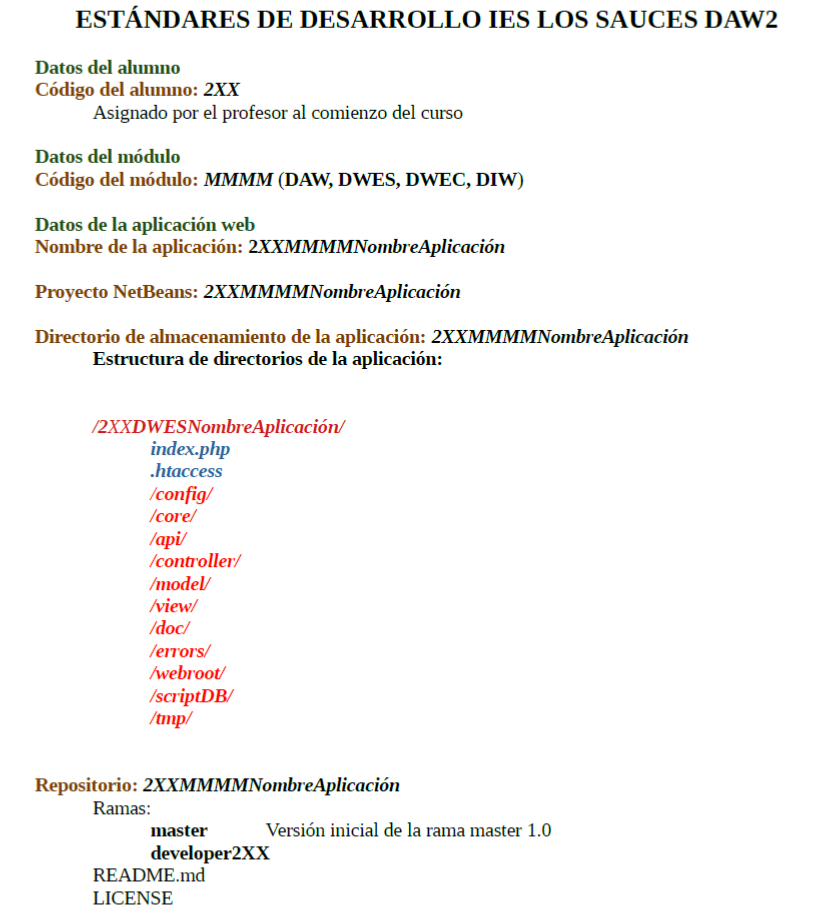 ESTÁNDARES DE DESARROLLO IES LOS SAUCES DAW2
Datos del alumno
Código del alumno: 2XX
Asignado por el profesor al comienzo del curso
Datos del módulo
Código del módulo: MMMM (DAW, DWES, DWEC, DIW)
Datos de la aplicación web
Nombre de la aplicación: 2XXMMMMNombreAplicación
Proyecto NetBeans: 2XXMMMMNombreAplicación
Directorio de almacenamiento de la aplicación: 2XXMMMMNombreAplicación
Estructura de directorios de la aplicación:
/2XXDWESNombreAplicación/
index.php
.htaccess
/config/
/core/
/api/
/controller/
/model/
/view/
/doc/
/errors/
/webroot/
/scriptDB/
/tmp/
Repositorio: 2XXMMMMNombreAplicación
Ramas:
master Versión inicial de la rama master 1.0
developer2XX
README.md
LICENSE